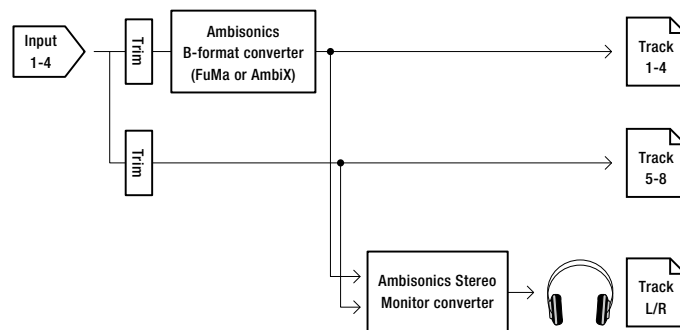 Input
1-4
Trim
Ambisonics
B-format converter
(FuMa or AmbiX)
Track
1-4
Trim
Track
5-8
Ambisonics Stereo
Monitor converter
Track
L/R